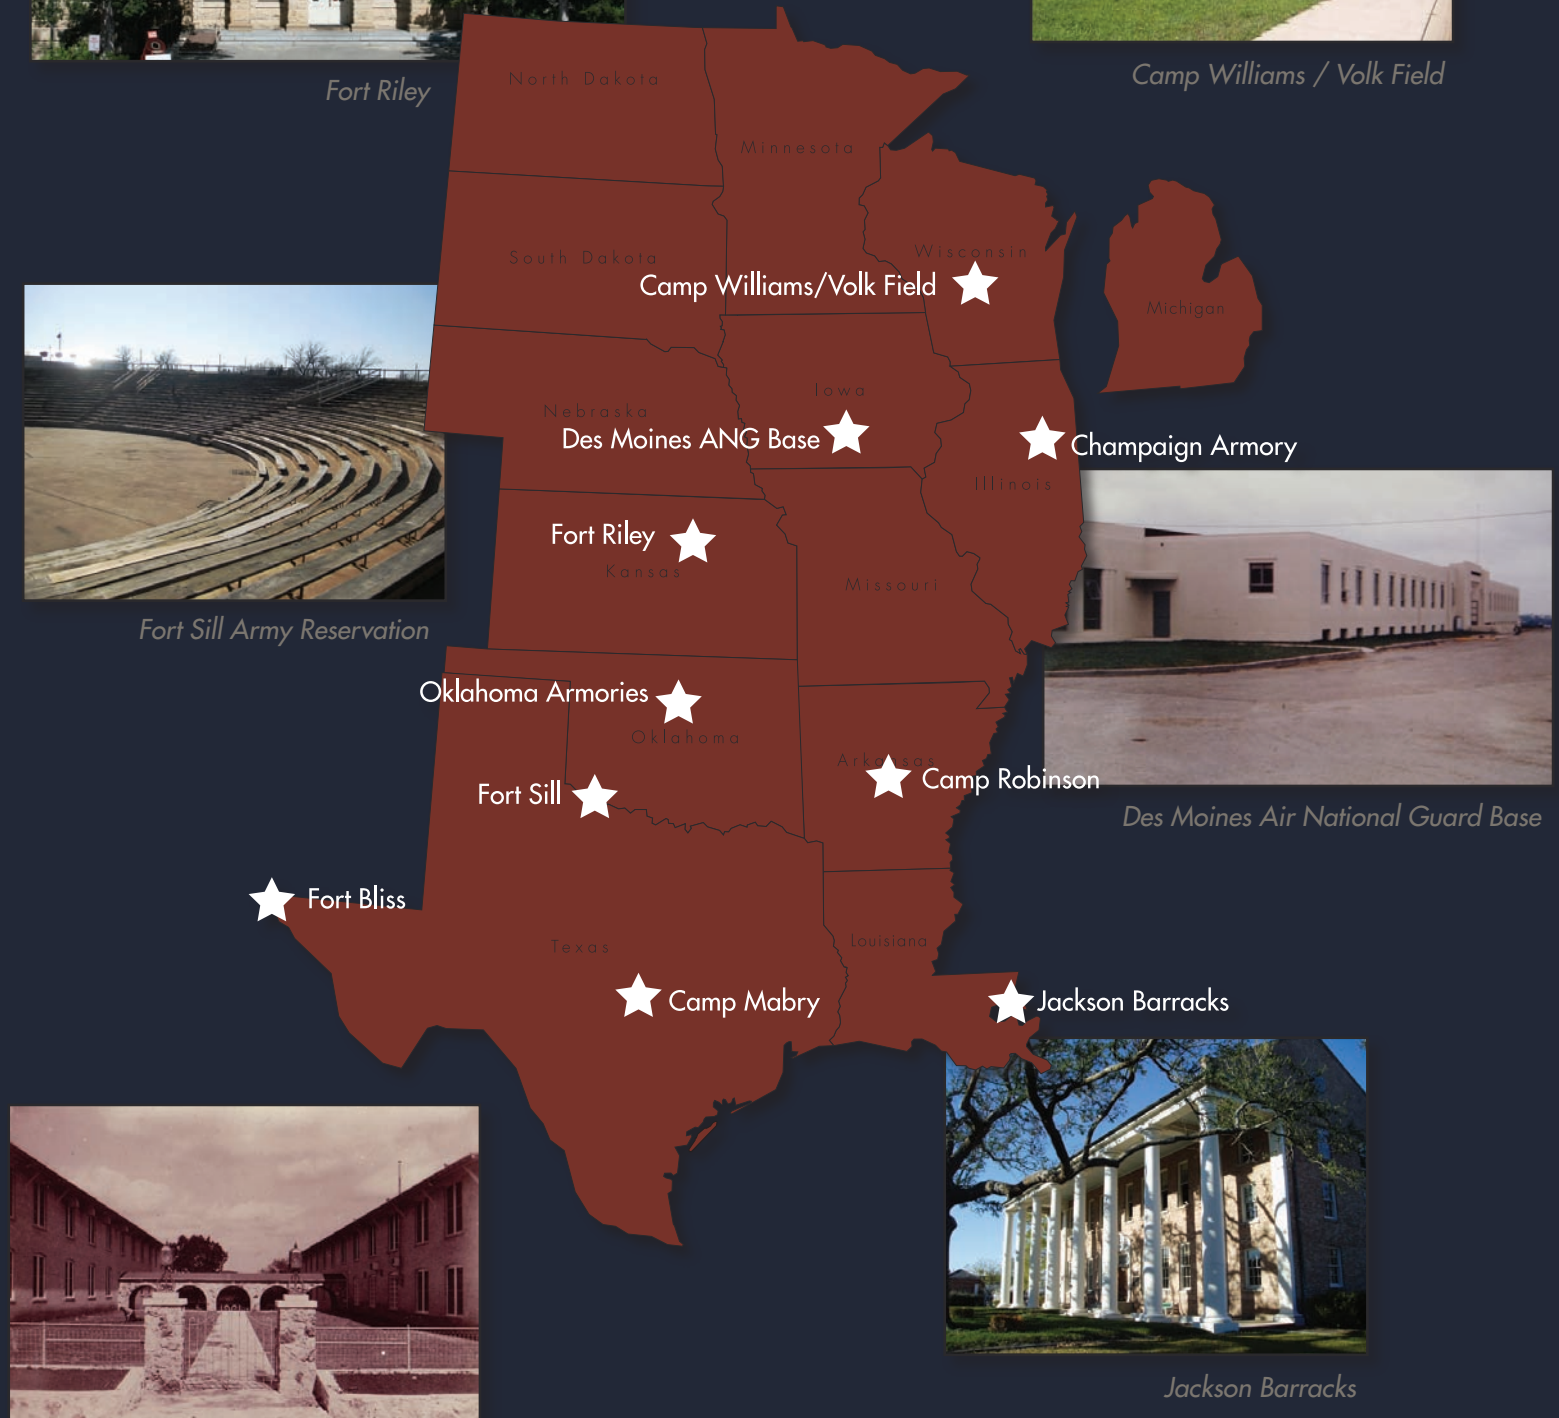 North Dakota
Fort Riley
Camp Williams / Volk Field
Minnesota
Wisconsin
South Dakota
Camp Williams/Volk Field
Michigan
Iowa
Nebraska
Des Moines ANG Base
Champaign Armory
Illinois
Fort Riley
Kansas
Missouri
Fort Sill Army Reservation
Oklahoma Armories
Oklahoma
Arkansas
Camp Robinson
Fort Sill
Des Moines Air National Guard Base
Fort Bliss
Texas
Louisiana
Camp Mabry
Jackson Barracks
Jackson Barracks